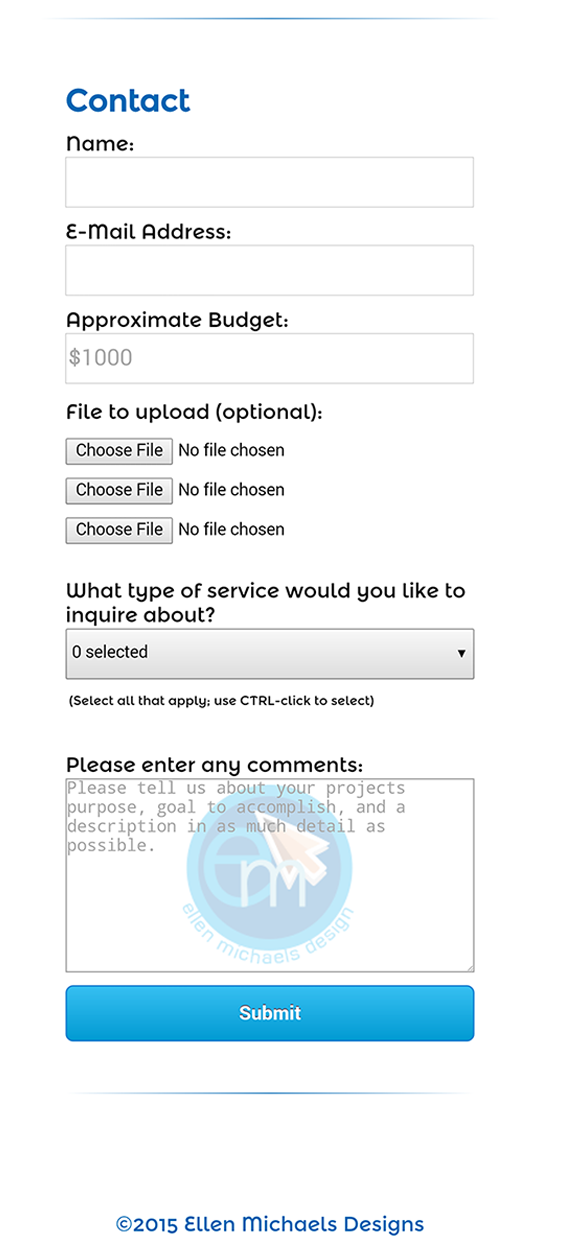 Contact
Name:
E-Mail Address:
Approximate Budget:
$1000
File to upload (optional):
Choose File No file chosen
Choose File No file chosen
Choose File No file chosen
What type of service would you like to
inquire about?
0 selected
(Select all that apply; use CTRL-click to select)
Please enter any comments:
Please tell us about your projects
purpose, goal to accomplish, and a
description in as much detail as
possible.
em
ellen michaels design
Submit
©2015 Ellen Michaels Designs